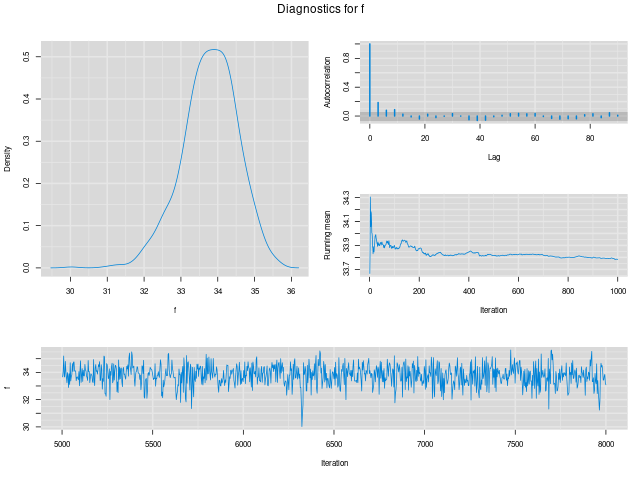 Diagnostics for f
Density
0.0 0.1 0.2 0.3 0.4 0.5
30 31 32 33 34 35 36
f
Autocorrelation
0.0 0.4 0.8
0 20 40 60 80
Lag
Running mean
33.7 33.9 34.1 34.3
0 200 400 600 800 1000
Iteration
f
30 32 34
5000 5500 6000 6500 7000 7500 8000
Iteration